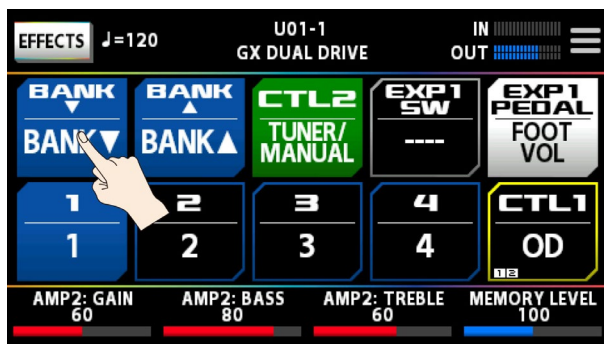 EFFECTS ♩=120 U01-1 IN
GX DUAL DRIVE OUT
BANK ▼ BANK ▲ CTL2 EXP1 SW EXP1 PEDAL
BANK▼ BANK▲ TUNER/ MANUAL ---- FOOT VOL
1 2 3 4 CTL1
1 2 3 4 OD
1 2
AMP2: GAIN AMP2: BASS AMP2: TREBLE MEMORY LEVEL
60 80 60 100